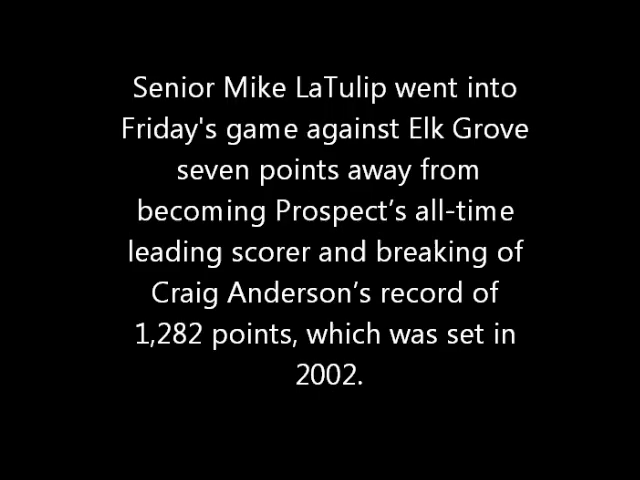 Senior Mike LaTulip went into
Friday's game against Elk Grove
seven points away from
becoming Prospect’s all-time
leading scorer and breaking of
Craig Anderson’s record of
1,282 points, which was set in
2002.